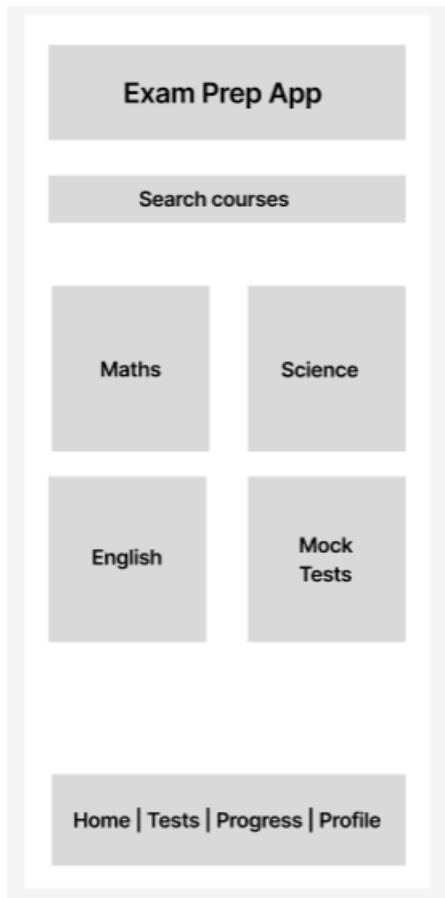 Exam Prep App
Search courses
Maths
Science
English
Mock
Tests
Home | Tests | Progress | Profile